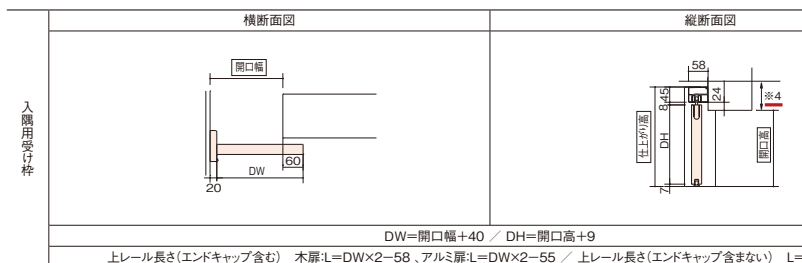 横断面図
縦断面図
入隅用受け枠
開口幅
60
DW
20
58
24
※4
8.45
仕上がり高
DH
開口高
7
DW=開口幅+40 ／ DH=開口高+9
上レール長さ(エンドキャップ含む) 木扉:L=DW×2−58 、アルミ扉:L=DW×2−55 ／ 上レール長さ(エンドキャップ含まない) L=